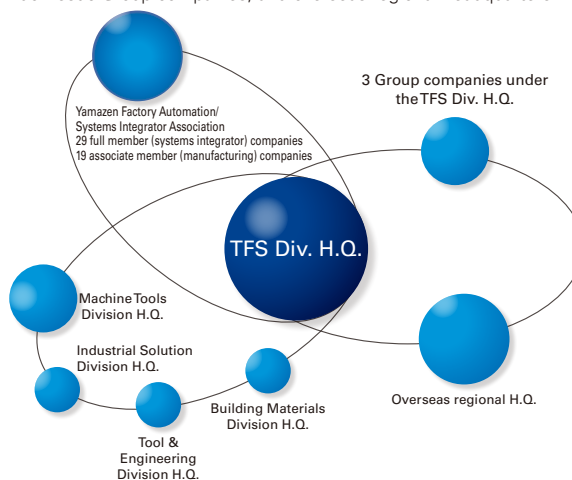 3 Group companies under
the TFS Div. H.Q.
Yamazen Factory Automation/
Systems Integrator Association
29 full member (systems integrator) companies
19 associate member (manufacturing) companies
TFS Div. H.Q.
Machine Tools
Division H.Q.
Industrial Solution
Division H.Q.
Building Materials
Division H.Q.
Overseas regional H.Q.
Tool &
Engineering
Division H.Q.